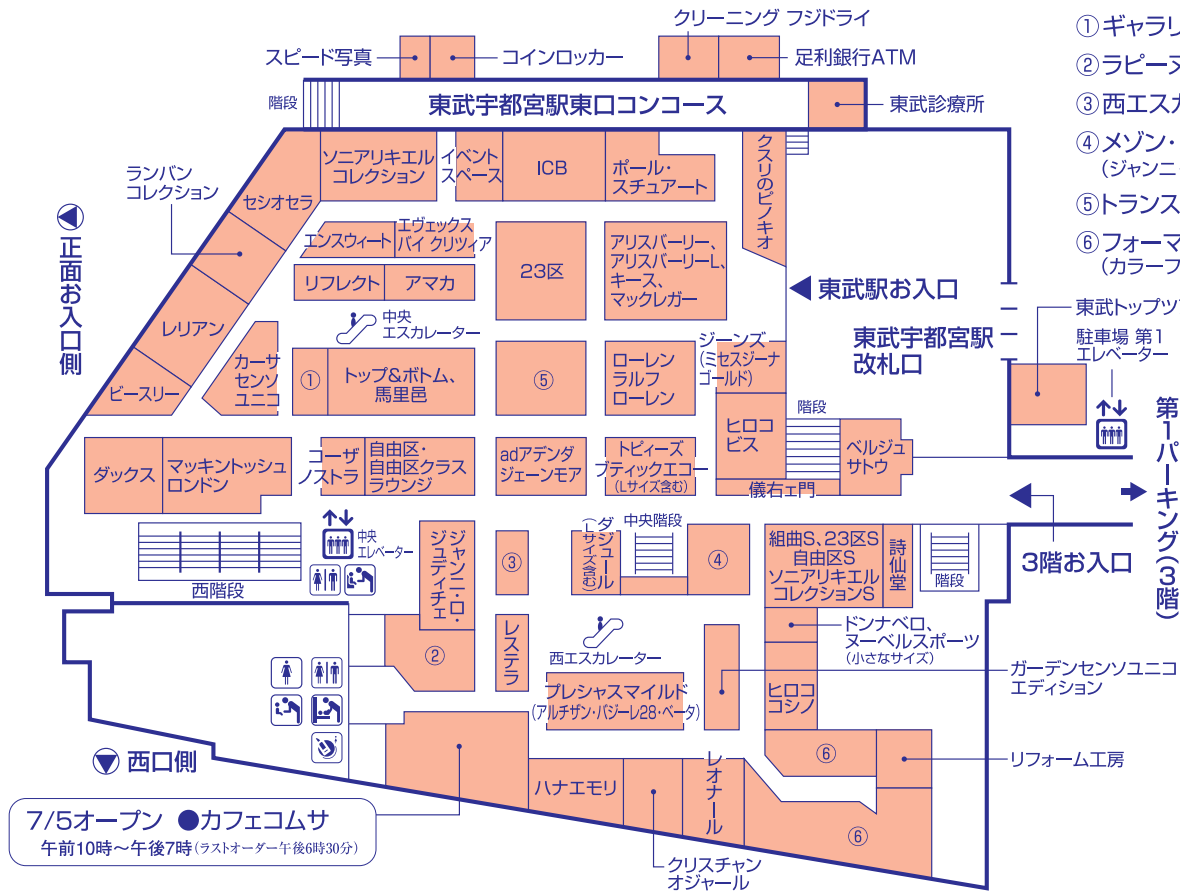 クリーニング フジドライ
スピード写真
コインロッカー
足利銀行ATM
階段
東武宇都宮駅東口コンコース
東武診療所
①ギャラリ
②ラピーヌ
③西エスカ
④メゾン・
(ジャンニ
⑤トランス
⑥フォーマ
(カラーフ
ランバン
コレクション
セシオセラ
ソニアリキエル
コレクション
イベント
スペース
ICB
ポール・
スチュアート
クスリのピノキオ
正面お入口側
エンスウィート
エヴェックス
バイ クリツィア
23区
アリスバーリー、
アリスバーリーL、
キース、
マックレガー
リフレクト
アマカ
東武駅お入口
東武宇都宮駅
改札口
東武トップツ
駐車場 第1
エレベーター
中央
エスカレーター
レリアン
カーサ
センソ
ユニコ
①
トップ&ボトム、
馬里邑
⑤
ローレン
ラルフ
ローレン
ジーンズ
(ミセスジーナ
ゴールド)
ビースリー
ヒロコ
ビス
階段
ベルジュ
サトウ
儀右ェ門
ダックス
マッキントッシュ
ロンドン
コーザ
ノストラ
自由区・
自由区クラス
ラウンジ
adアデンダ
ジェーンモア
トピィーズ
ブティックエコー
(Lサイズ含む)
第1パーキング(3階)
3階お入口
西階段
中央
エレベーター
ジャンニ・ロ・
ジュディチェ
③
ダジュール
(Lサイズ含む)
中央階段
④
組曲S、23区S
自由区S
ソニアリキエル
コレクションS
詩仙堂
階段
②
レステラ
西エスカレーター
ドンナベロ、
ヌーベルスポーツ
(小さなサイズ)
プレシャスマイルド
(アルチザン・バジーレ28・ベータ)
ガーデンセンソユニコ
エディション
ヒロコ
コシノ
西口側
⑥
リフォーム工房
ハナエモリ
レオナール
⑥
クリスチャン
オジャール
7/5オープン ●カフェコムサ
午前10時〜午後7時(ラストオーダー午後6時30分)